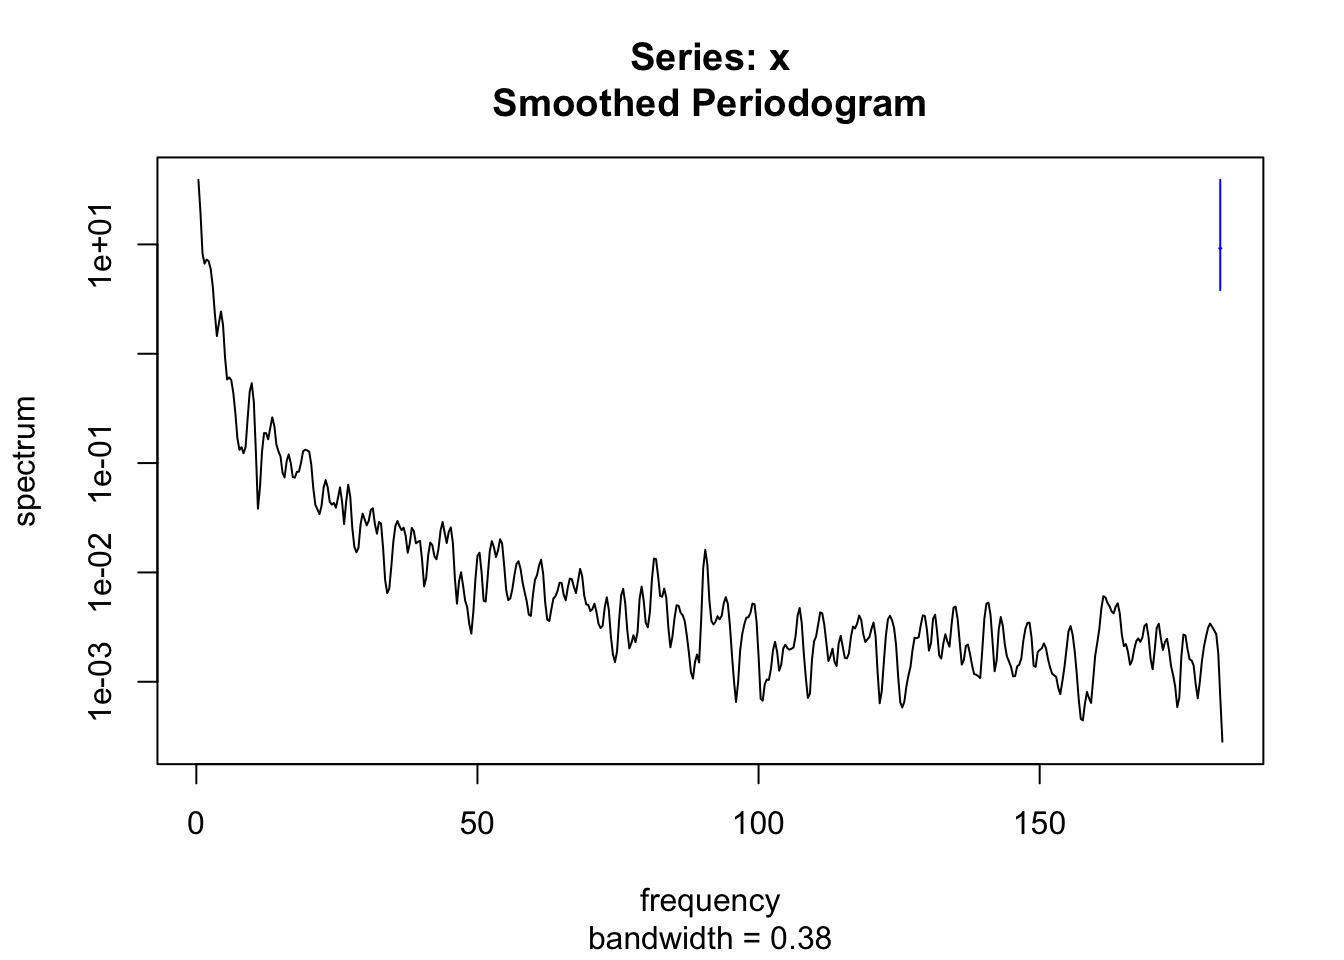 Series: x
Smoothed Periodogram
spectrum
1e+01
1e-01
1e-02
1e-03
0
50
100
150
frequency
bandwidth = 0.38